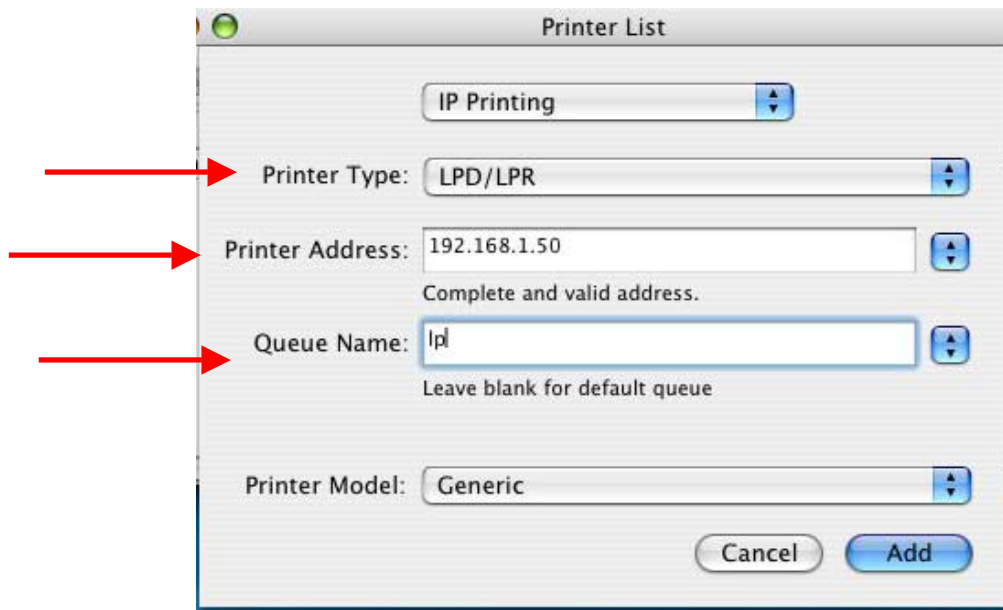 Printer List
IP Printing
Printer Type: LPD/LPR
Printer Address: 192.168.1.50
Complete and valid address.
Queue Name: lp
Leave blank for default queue
Printer Model: Generic
Cancel Add